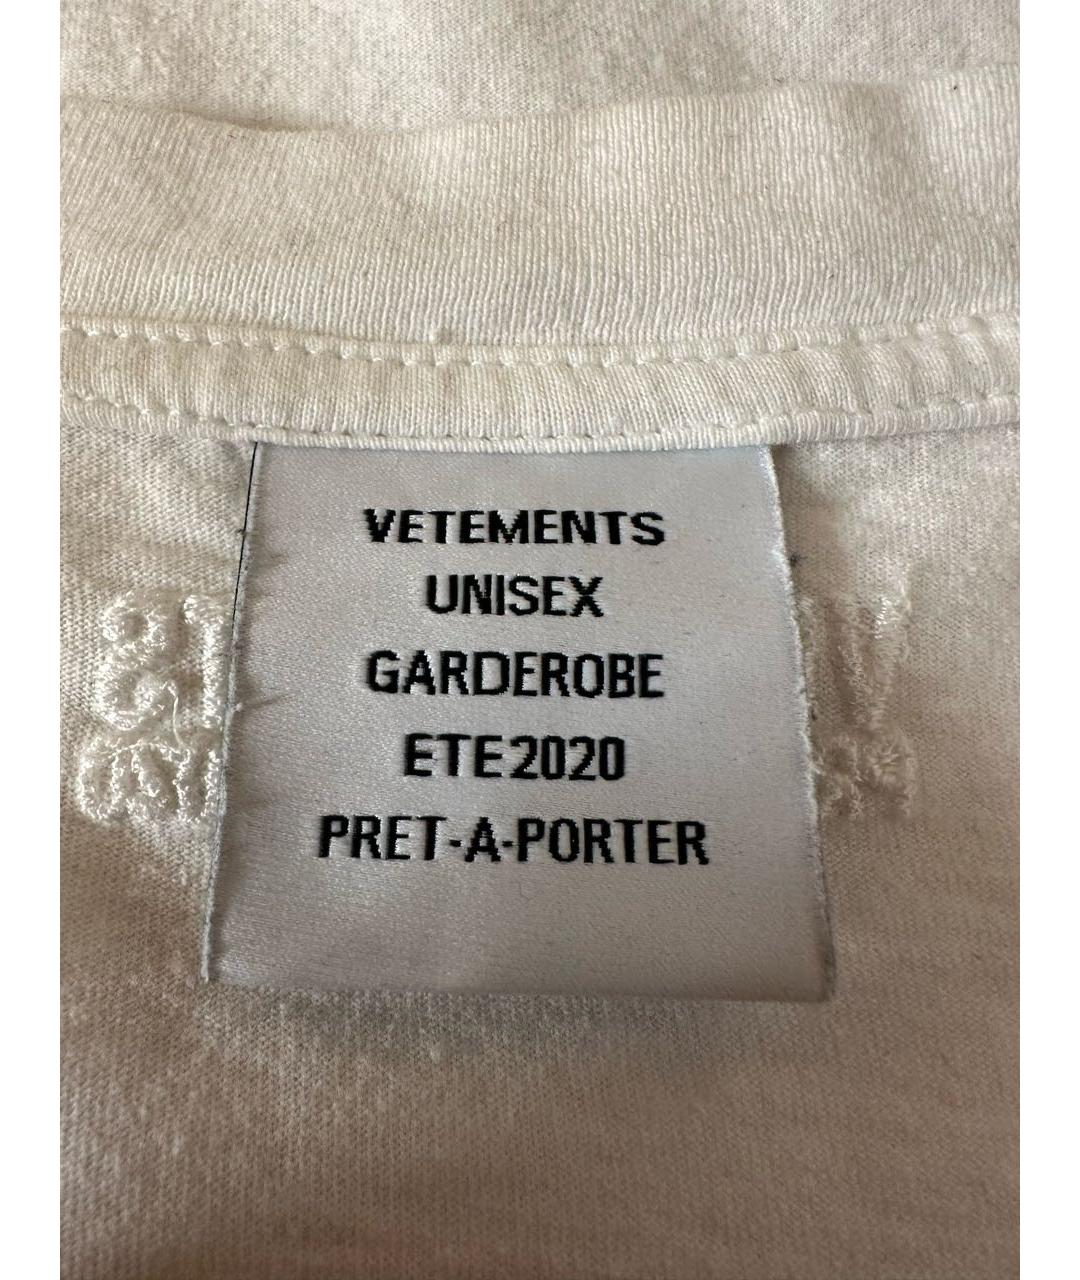 VETEMENTS
UNISEX
GARDEROBE
ETE2020
PRET-A-PORTER